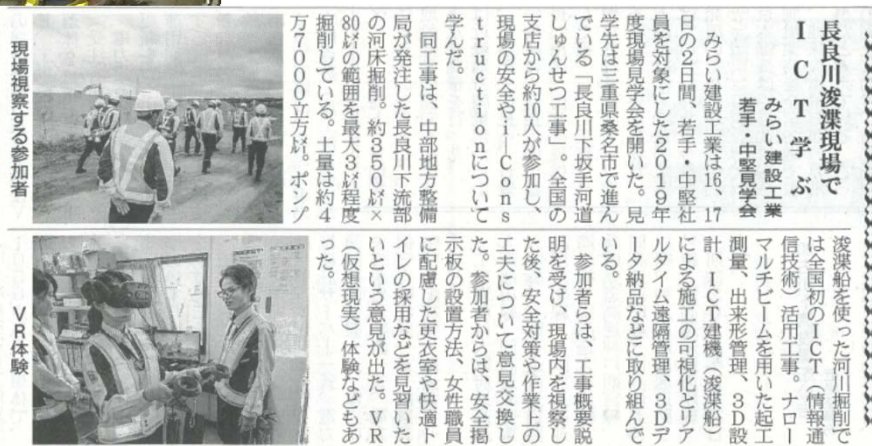 長良川浚渫現場で
ICT学ぶ
みらい建設工業
若手・中堅見学会
みらい建設工業は16、17
日の2日間、若手・中堅社
員を対象にした2019年
度現場見学会を開いた。見
学先は三重県桑名市で進ん
でいる「長良川下坂手河道
しゅんせつ工事」。全国の
支店から約10人が参加し、
現場の安全やi―Cons
tructionについて
学んだ。
同工事は、中部地方整備
局が発注した長良川下流部
の河床掘削。約350㍍×
80㍍の範囲を最大3㍍程度
掘削している。土量は約4
万7000立方㍍。ポンプ
現場視察する参加者
浚渫船を使った河川掘削で
は全国初のICT(情報通
信技術)活用工事。ナロー
マルチビームを用いた起工
測量、出来形管理、3D設
計、ICT建機(浚渫船)
による施工の可視化とリア
ルタイム遠隔管理、3Dデ
ータ納品などに取り組んで
いる。
参加者らは、工事概要説
明を受け、現場内を視察し
た後、安全対策や作業上の
工夫について意見交換し
た。参加者からは、安全掲
示板の設置方法、女性職員
に配慮した更衣室や快適ト
イレの採用などを見習いた
いという意見が出た。VR
(仮想現実)体験などもあ
った。
VR体験